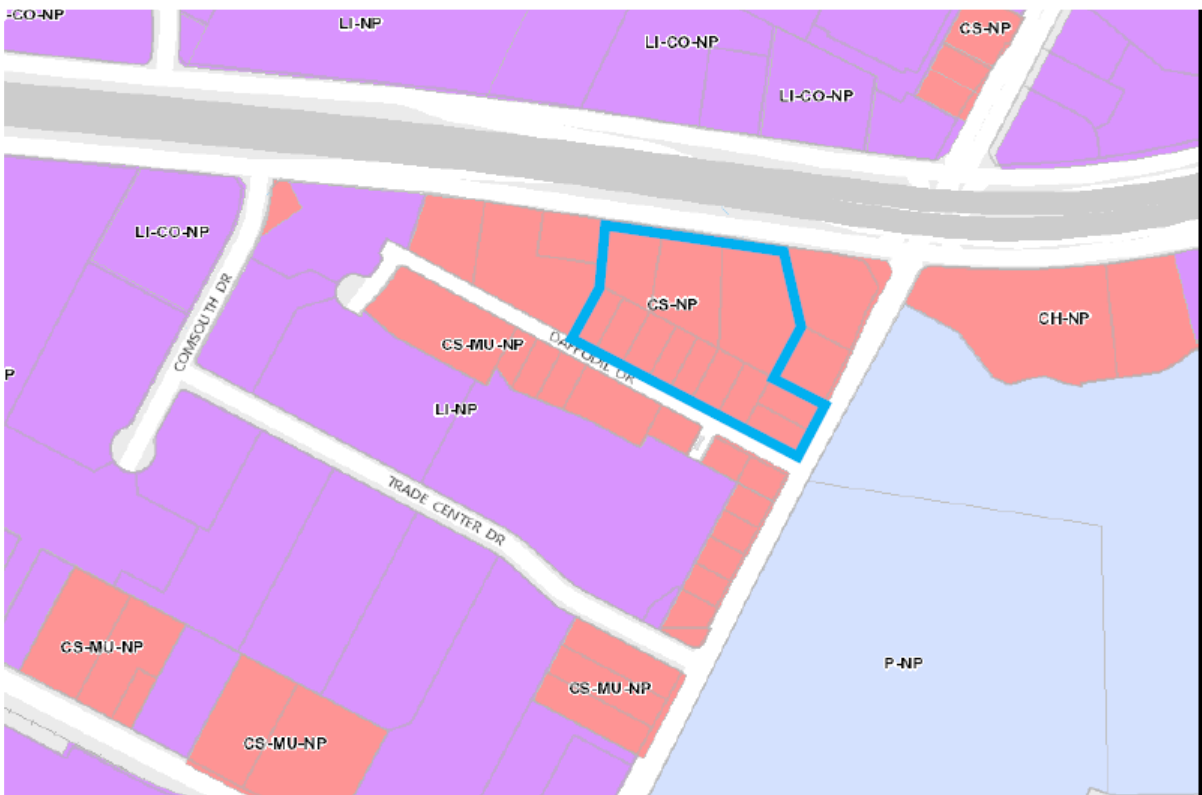 -CO-NP
LI-NP
CS-NP
LI-CO-NP
LI-CO-NP
LI-CO-NP
COMSOUTH DR
CS-NP
CH-NP
CS-MU-NP
DAFFODIL DR
P
LI-NP
TRADE CENTER DR
CS-MU-NP
P-NP
CS-MU-NP
CS-MU-NP